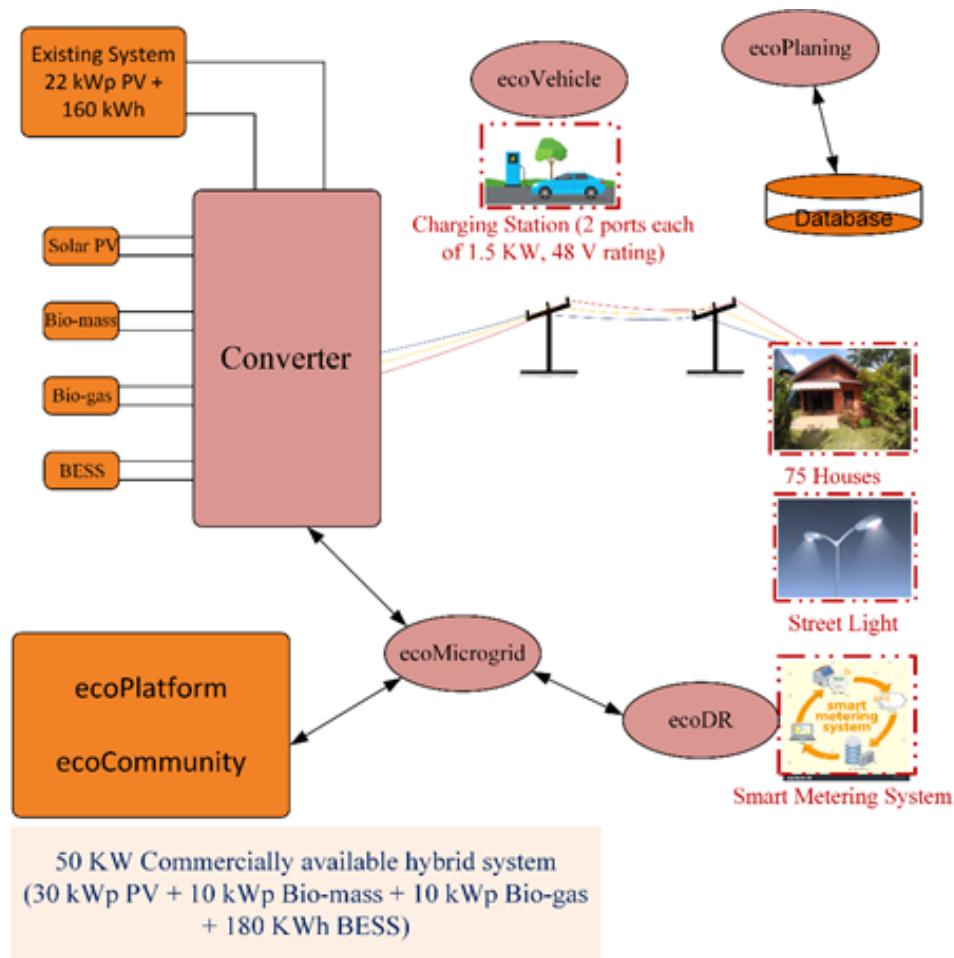 Existing System
22 kWp PV +
160 kWh
ecoVehicle
ecoPlaning
Charging Station (2 ports each
of 1.5 KW, 48 V rating)
Database
Solar PV
Bio-mass
Bio-gas
BESS
Converter
75 Houses
Street Light
ecoMicrogrid
ecoPlatform
ecoCommunity
ecoDR
smart
metering
system
Smart Metering System
50 KW Commercially available hybrid system
(30 kWp PV + 10 kWp Bio-mass + 10 kWp Bio-gas
+ 180 KWh BESS)